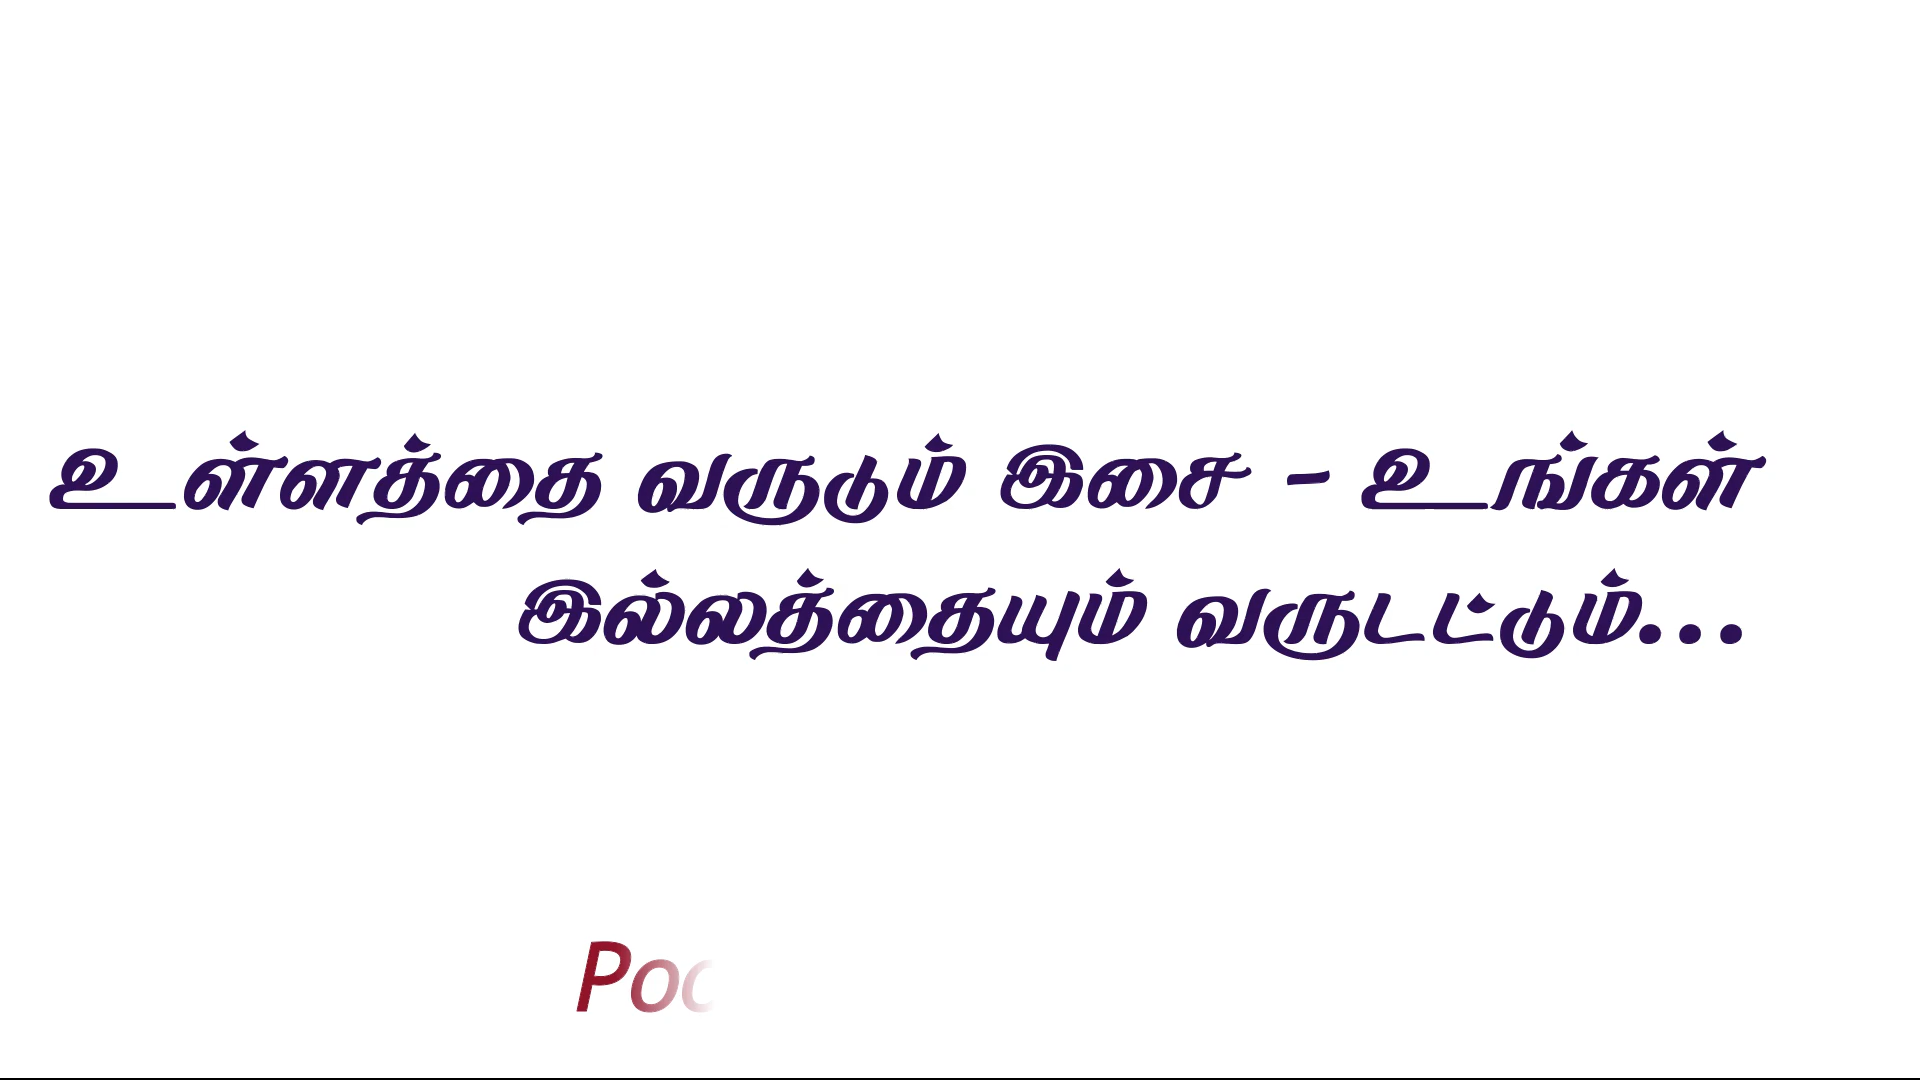 உள்ளத்தை வருடும் இசை - உங்கள்
இல்லத்தையும் வருடட்டும்...